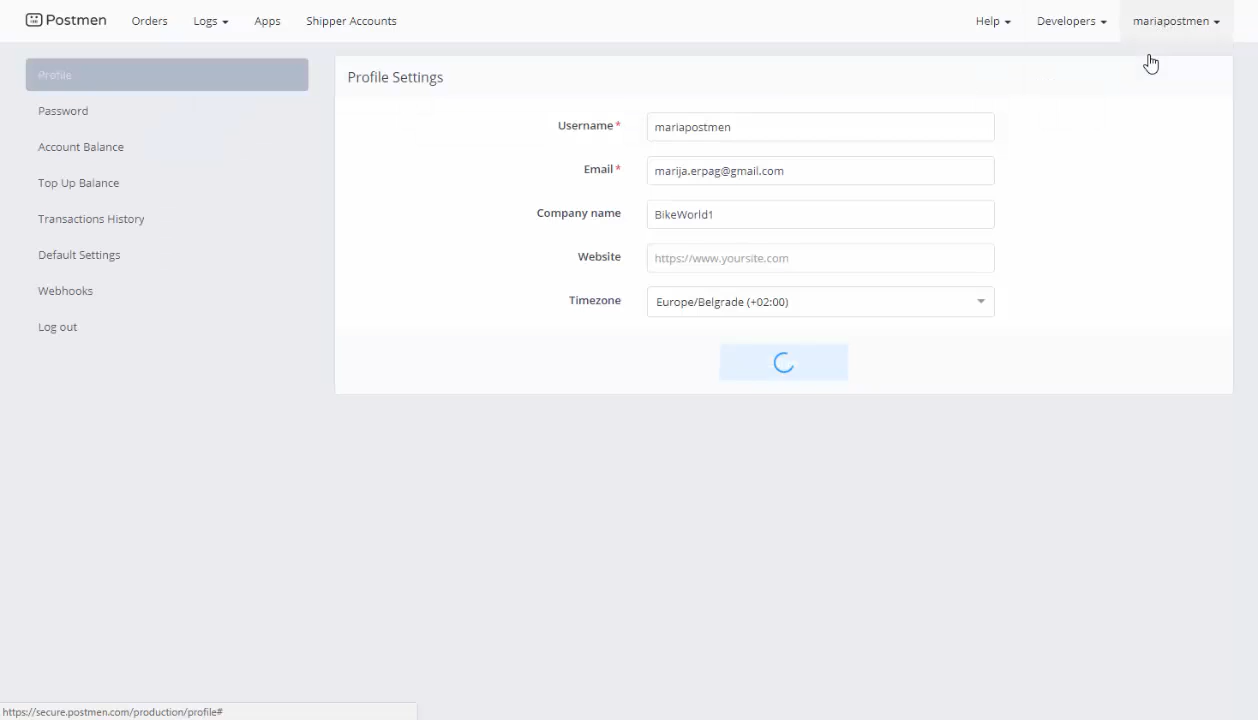 Postmen Orders Logs Apps Shipper Accounts Help Developers mariapostmen
Profile
Password
Account Balance
Top Up Balance
Transactions History
Default Settings
Webhooks
Log out
Profile Settings
Username* mariapostmen
Email* marija.erpag@gmail.com
Company name BikeWorld1
Website https://www.yoursite.com
Timezone Europe/Belgrade (+02:00)
https://secure.postmen.com/production/profile#